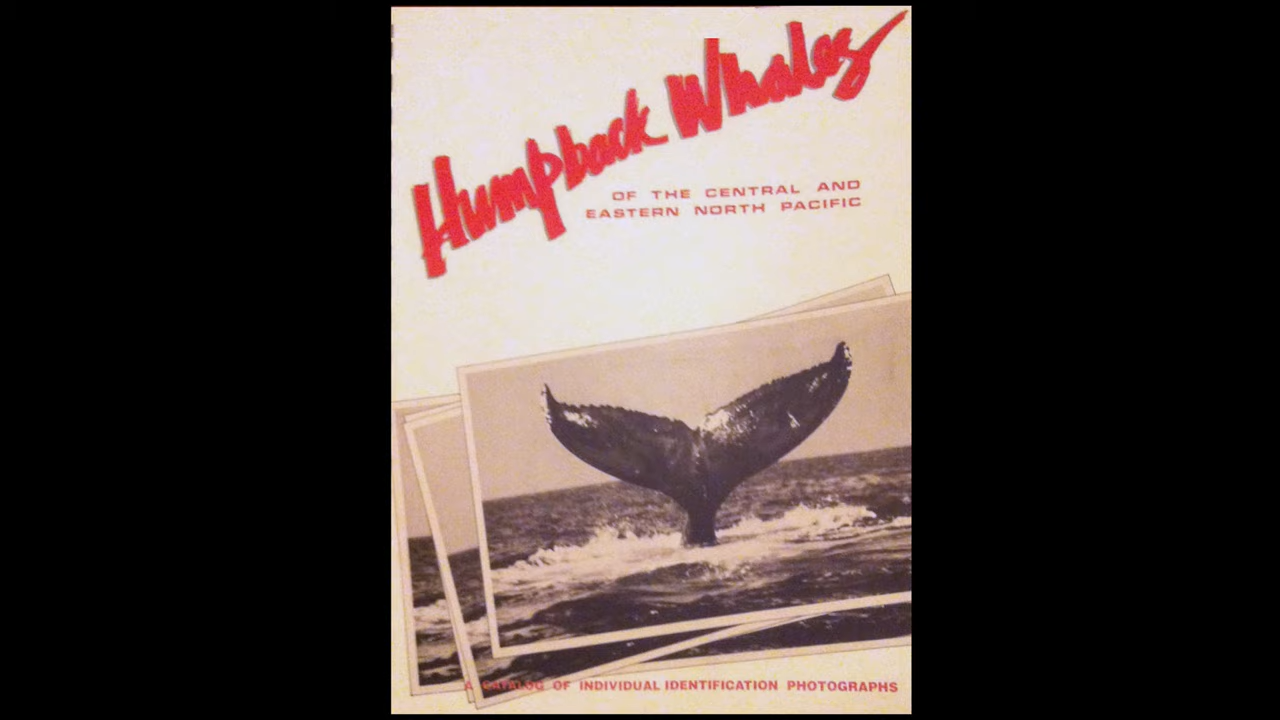 Humpback Whales
OF THE CENTRAL AND
EASTERN NORTH PACIFIC
A CATALOG OF INDIVIDUAL IDENTIFICATION PHOTOGRAPHS